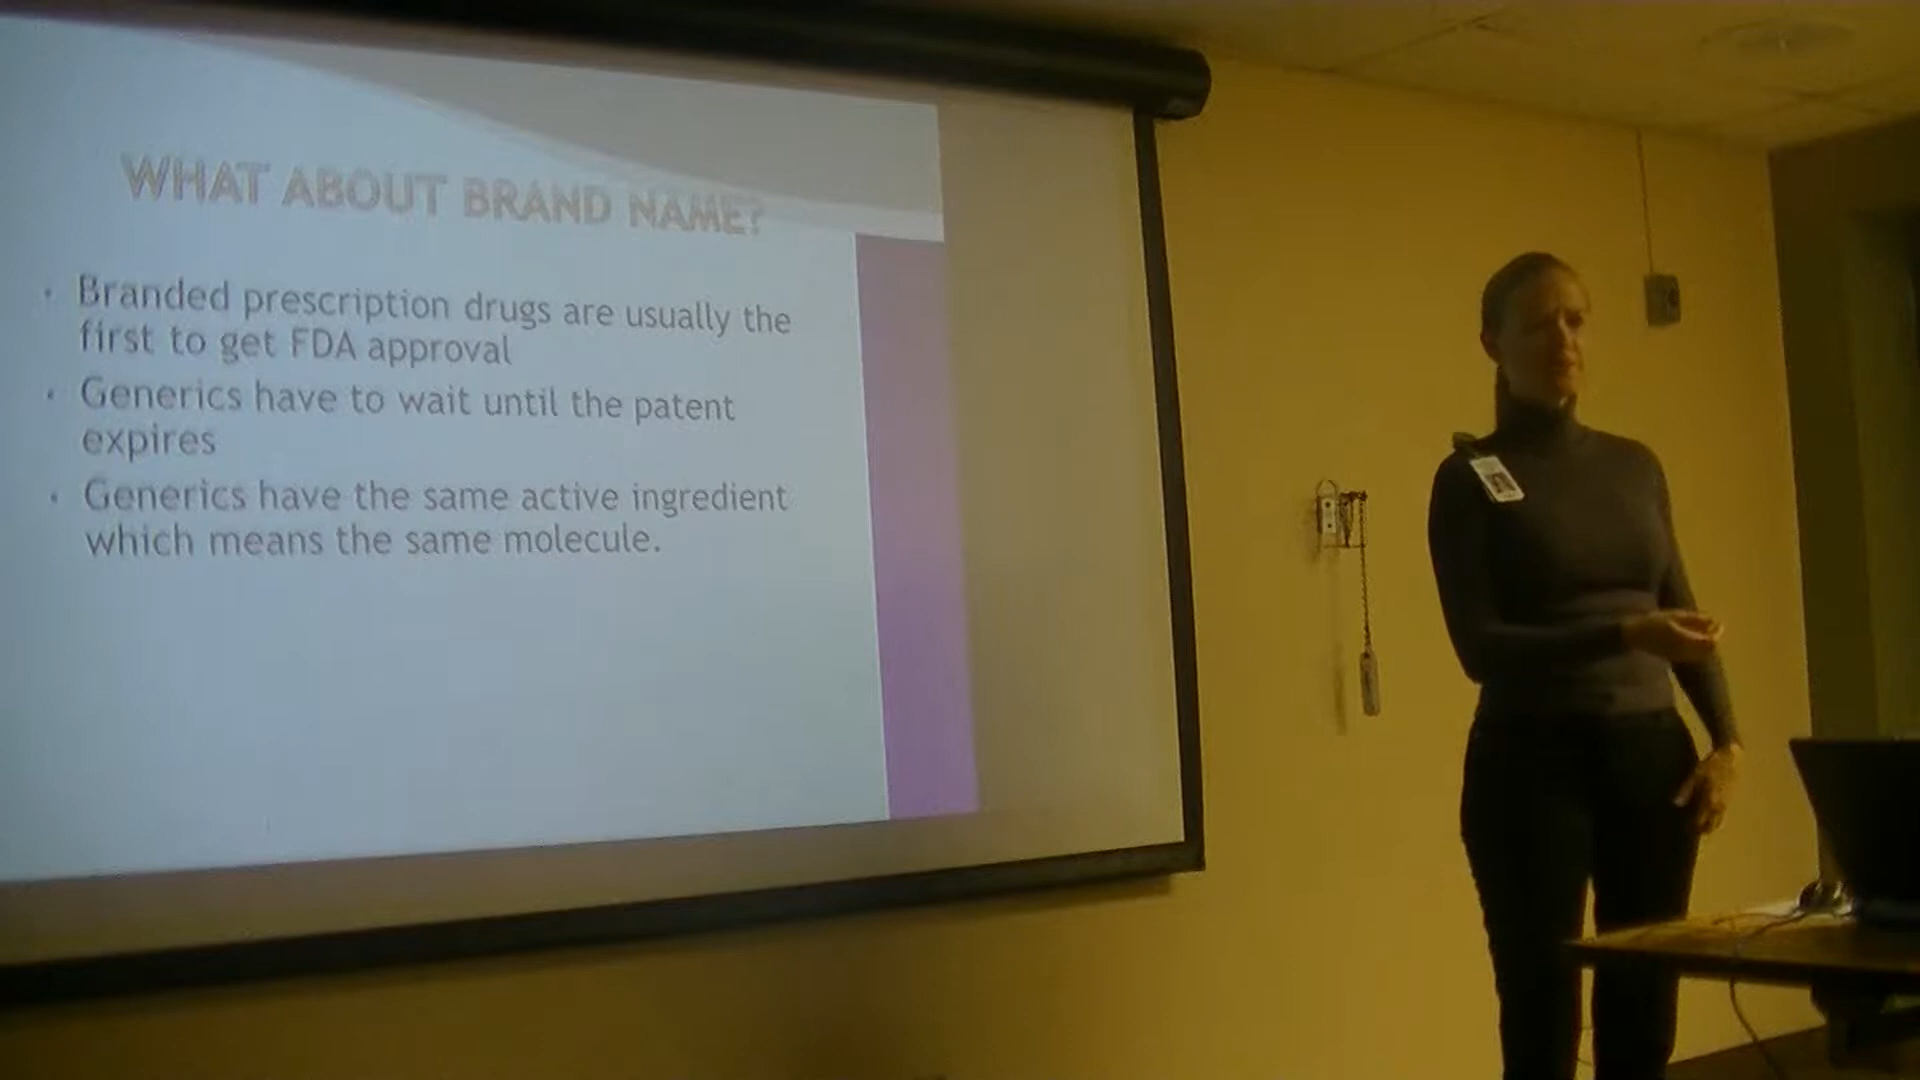 WHAT ABOUT BRAND NAME?
Branded prescription drugs are usually the
first to get FDA approval
Generics have to wait until the patent
expires
Generics have the same active ingredient
which means the same molecule.